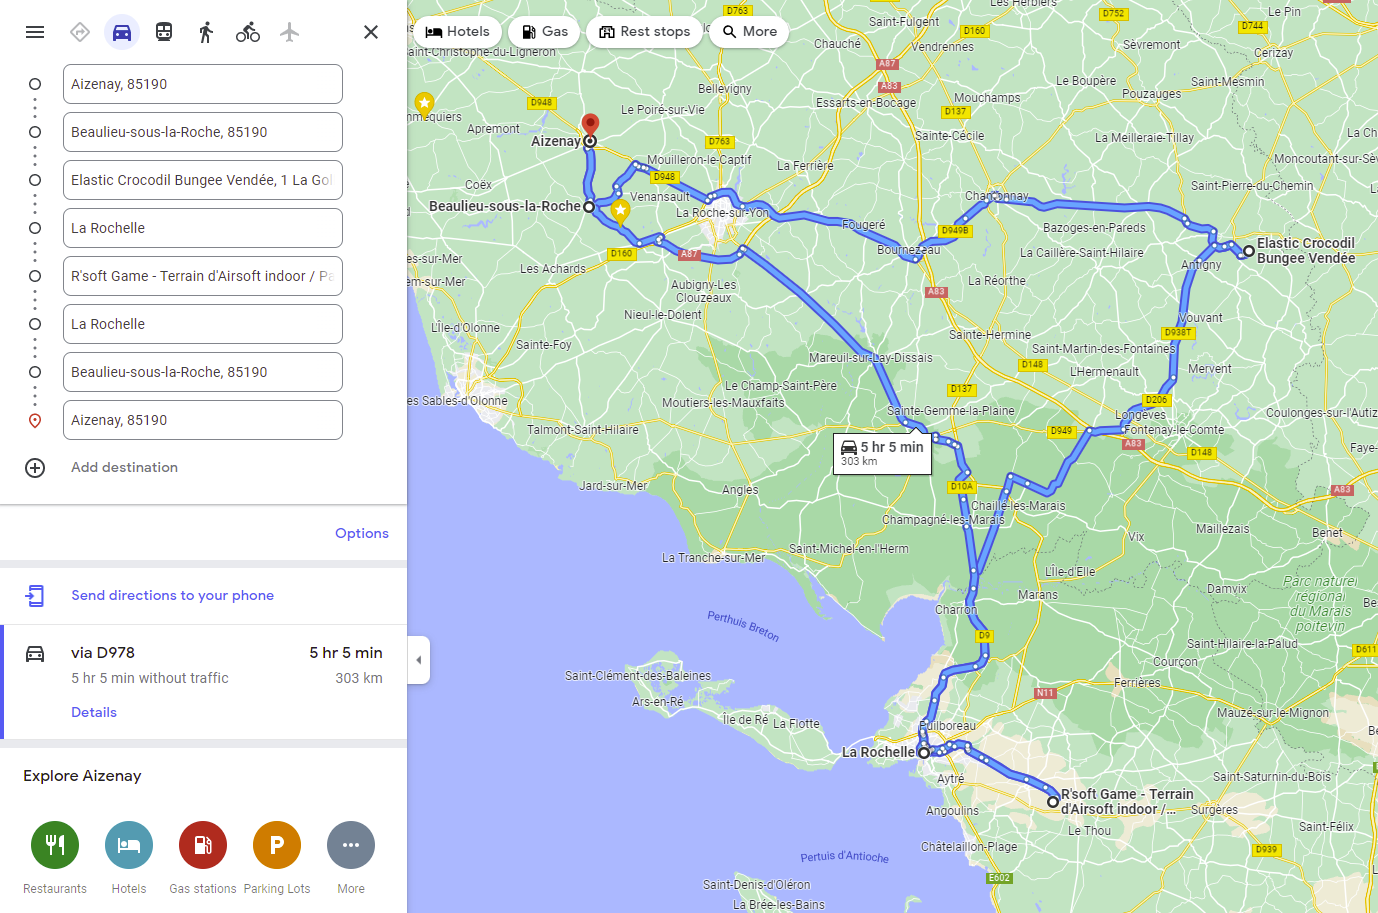 Aizenay, 85190
Beaulieu-sous-la-Roche, 85190
Elastic Crocodil Bungee Vendée, 1 La Gol
La Rochelle
R'soft Game - Terrain d'Airsoft indoor / Pa
La Rochelle
Beaulieu-sous-la-Roche, 85190
Aizenay, 85190
Add destination
Options
Send directions to your phone
via D978
5 hr 5 min
5 hr 5 min without traffic
303 km
Details
Explore Aizenay
P
Restaurants
Hotels
Gas stations
Parking Lots
More
Hotels
Gas
Rest stops
More
D763
Saint-Fulgent
Les Herbiers
D752
Le Pin
D744
D160
Saint-Christophe-du-Ligneron
Chauché
Vendrennes
Sèvremont
Cerizay
A87
A83
Bellevigny
Essarts-en-Bocage
Mouchamps
Le Boupère
Pouzauges
Saint-Mesmin
D948
Le Poiré-sur-Vie
D137
Apremont
Sainte-Cécile
La Meilleraie-Tillay
Aizenay
D763
Mouilleron-le-Captif
La Ferrière
Moncoutant-sur-Sèv
Coëx
D948
Venansault
Saint-Pierre-du-Chemin
Chantonnay
Beaulieu-sous-la-Roche
La Roche-sur-Yon
Fougeré
D949B
Bazoges-en-Pareds
Elastic Crocodil
Bungee Vendée
Bournezeau
La Caillère-Saint-Hilaire
D160
A87
Antigny
Les Achards
Aubigny-Les
Clouzeaux
La Réorthe
A83
Nieul-le-Dolent
Vouvant
L'Île-d'Olonne
Sainte-Foy
Sainte-Hermine
D938T
Saint-Martin-des-Fontaines
Mareuil-sur-Lay-Dissais
D148
L'Hermenault
Mervent
Le Champ-Saint-Père
D137
Moutiers-les-Mauxfaits
es Sables-d'Olonne
D206
Sainte-Gemme-la-Plaine
Longèves
Coulonges-sur-l'Autiz
Talmont-Saint-Hilaire
D949
Fontenay-le-Comte
A83
D148
5 hr 5 min
303 km
Jard-sur-Mer
Angles
D10A
A83
Chaillé-les-Marais
Champagné-les-Marais
Vix
Maillezais
Benet
La Tranche-sur-Mer
Saint-Michel-en-l'Herm
L'Île-d'Elle
Damvix
Parc naturel
régional
du Marais
poitevin
Marans
Charron
Perthuis Breton
D9
Saint-Hilaire-la-Palud
D611
Courçon
Saint-Clément-des-Baleines
Ferrières
Ars-en-Ré
N11
Île de Ré
La Flotte
Puilboreau
Mauzé-sur-le-Mignon
La Rochelle
Aytré
Saint-Saturnin-du-Bois
R'soft Game - Terrain
d'Airsoft indoor /...
Angoulins
Surgères
Le Thou
Saint-Félix
Châtelaillon-Plage
D939
Pertuis d'Antioche
E602
Saint-Denis-d'Oléron
La Brée-les-Bains